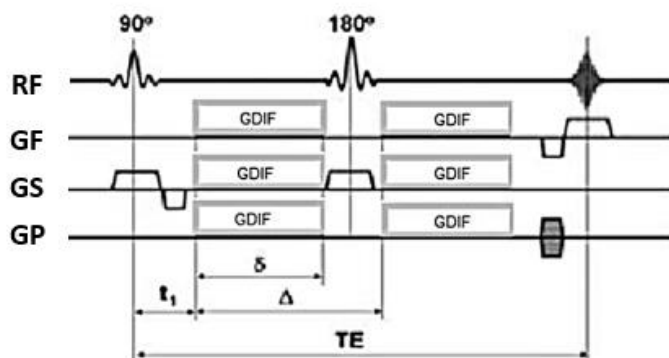 90º 180º
RF
GF GDIF GDIF
GS GDIF GDIF
GP GDIF GDIF
δ
t1 Δ
TE